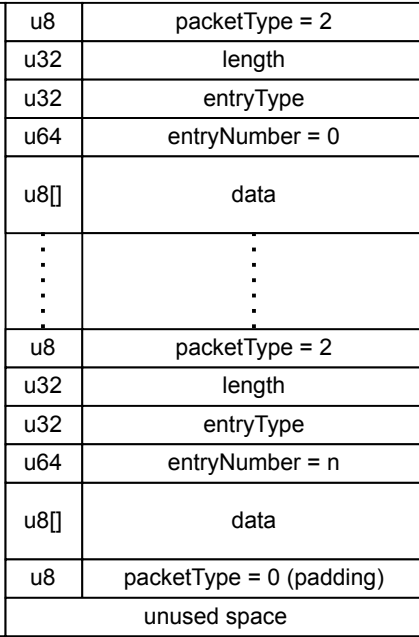 u8 packetType = 2
u32 length
u32 entryType
u64 entryNumber = 0
u8[] data
u8 packetType = 2
u32 length
u32 entryType
u64 entryNumber = n
u8[] data
u8 packetType = 0 (padding)
unused space